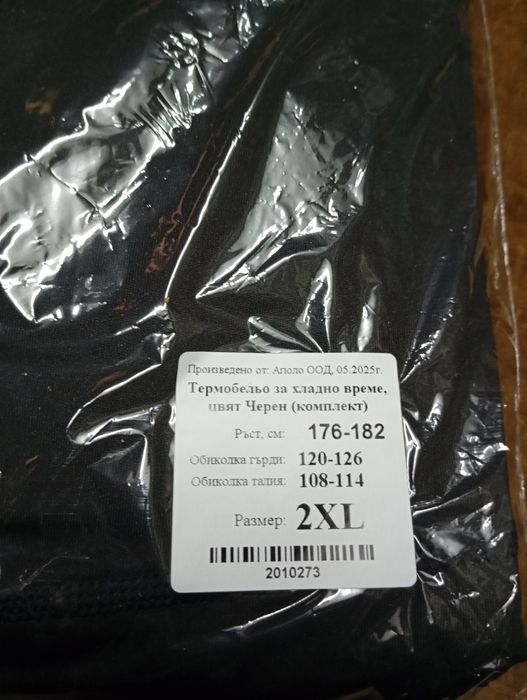 Произведено от: Аполо ООД, 05.2025г.
Термобельо за хладно време,
цвят Черен (комплект)
Ръст, см: 176-182
Обиколка гърди: 120-126
Обиколка талия: 108-114
Размер: 2XL
2010273